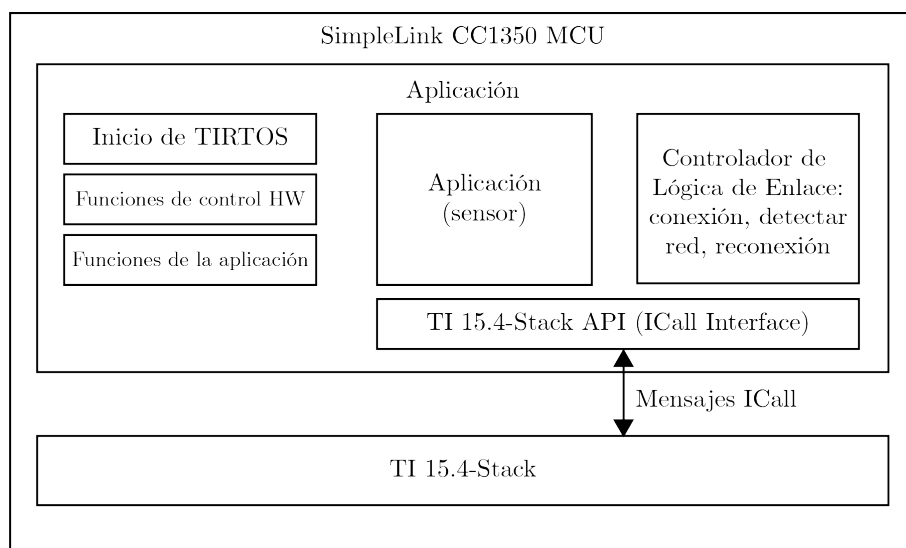 SimpleLink CC1350 MCU
Aplicación
Inicio de TIRTOS
Funciones de control HW
Funciones de la aplicación
Aplicación
(sensor)
Controlador de
Lógica de Enlace:
conexión, detectar
red, reconexión
TI 15.4-Stack API (ICall Interface)
Mensajes ICall
TI 15.4-Stack